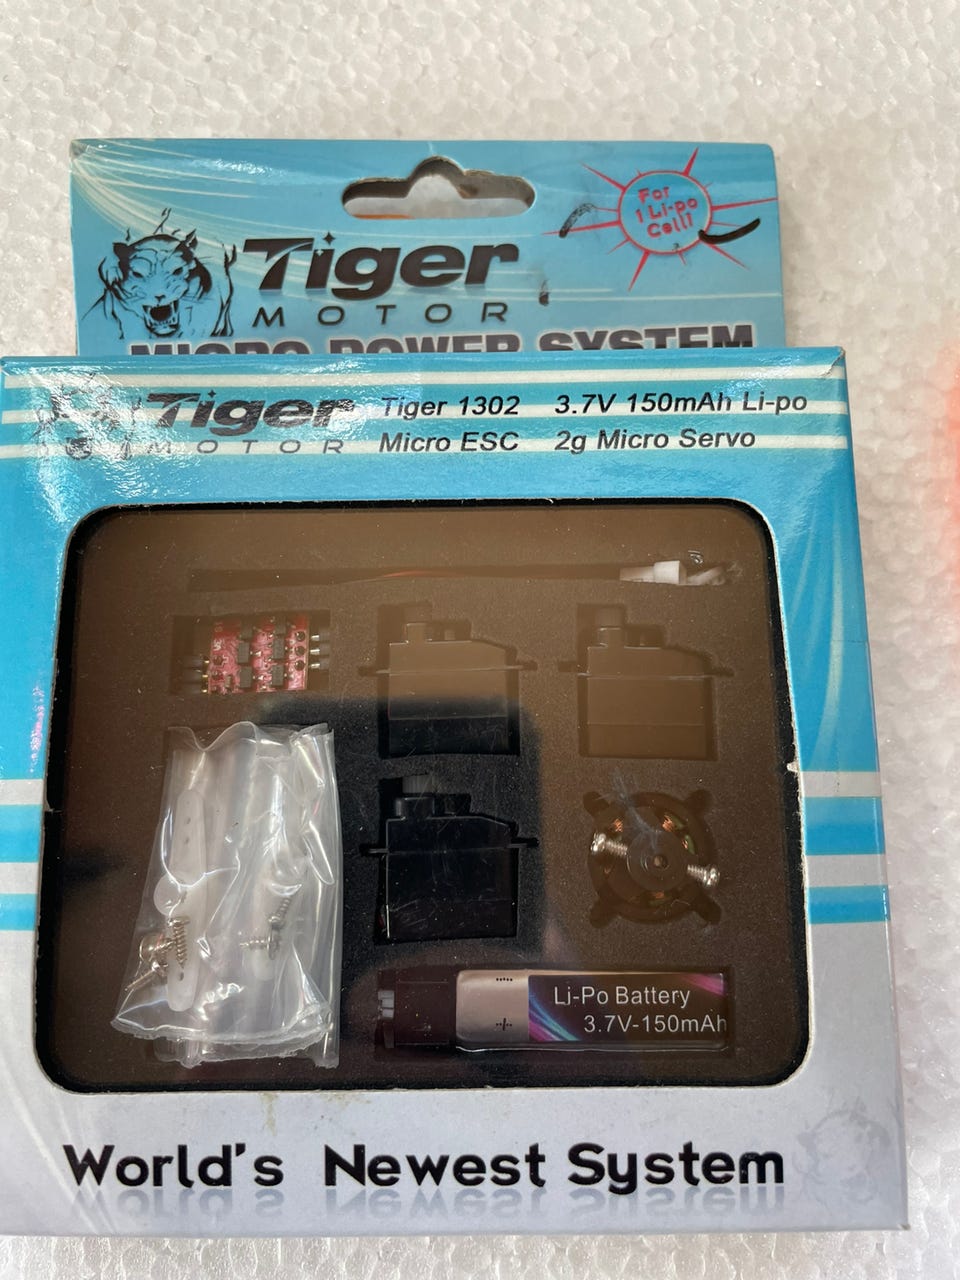 For
1 Li-po
Cell!
Tiger
MOTOR
MICRO POWER SYSTEM
Tiger
MOTOR
Tiger 1302 3.7V 150mAh Li-po
Micro ESC 2g Micro Servo
Li-Po Battery
3.7V-150mAh
World's Newest System